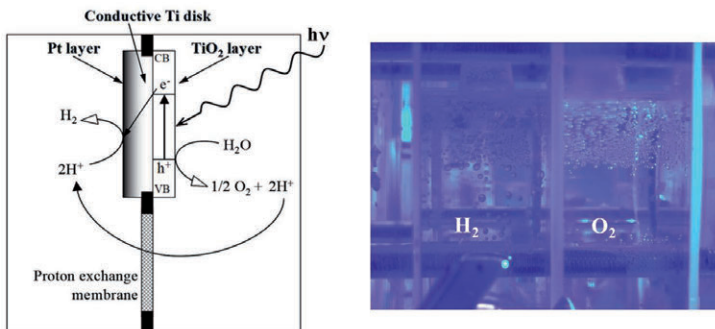 Conductive Ti disk
hν
Pt layer
TiO₂ layer
CB
e⁻
H₂
H₂O
2H⁺
h⁺
1/2 O₂ + 2H⁺
VB
Proton exchange
membrane
H₂
O₂